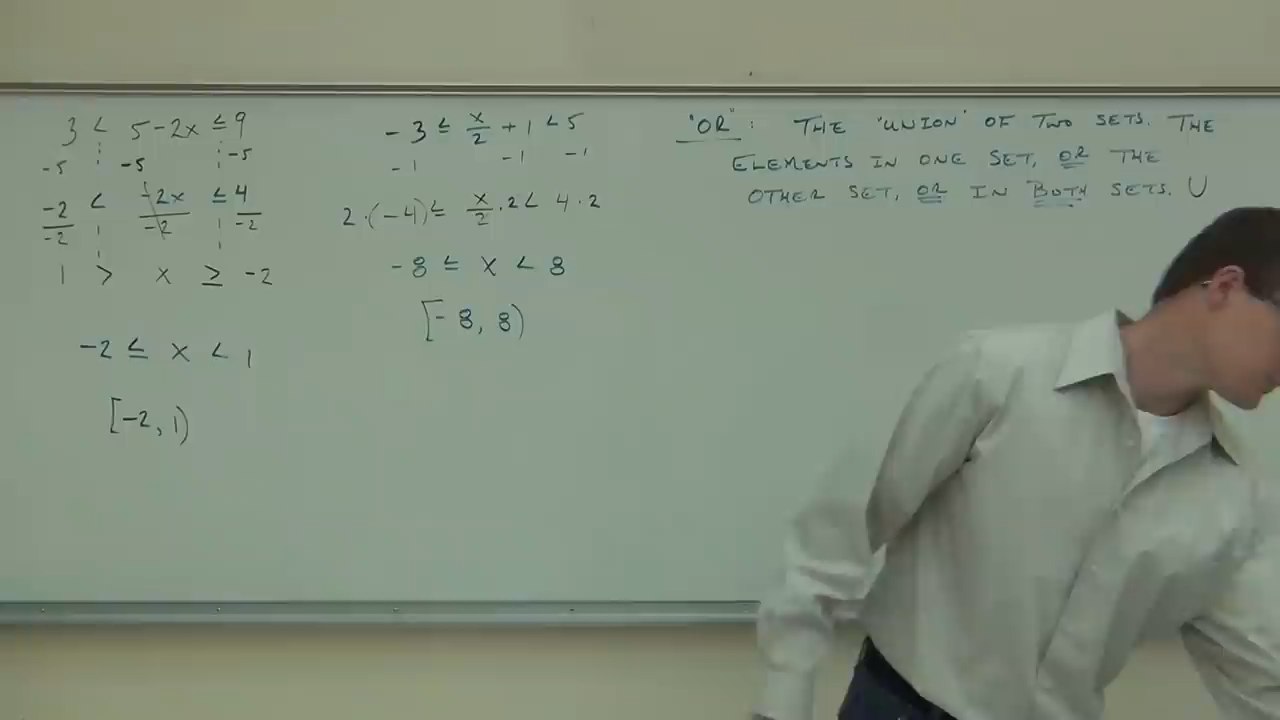 3 < 5 - 2x ≤ 9
-5 -5 -5
-2 < -2x ≤ 4
-2 -2 -2
1 > x ≥ -2
-2 ≤ x < 1
[-2, 1)
-3 ≤ x/2 + 1 < 5
-1 -1 -1
2·(-4) ≤ x/2 · 2 < 4 · 2
-8 ≤ x < 8
[-8, 8)
"OR": THE 'UNION' OF TWO SETS. THE
ELEMENTS IN ONE SET, OR THE
OTHER SET, OR IN BOTH SETS. ∪